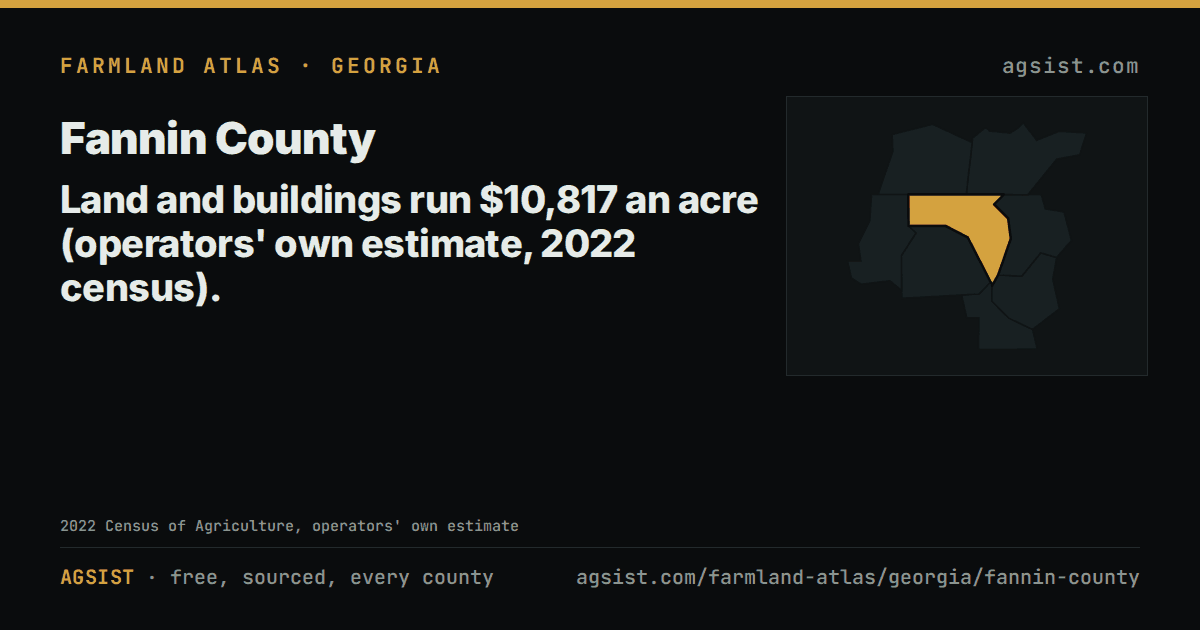 FARMLAND ATLAS · GEORGIA
agsist.com
Fannin County
Land and buildings run $10,817 an acre
(operators' own estimate, 2022
census).
2022 Census of Agriculture, operators' own estimate
AGSIST · free, sourced, every county
agsist.com/farmland-atlas/georgia/fannin-county